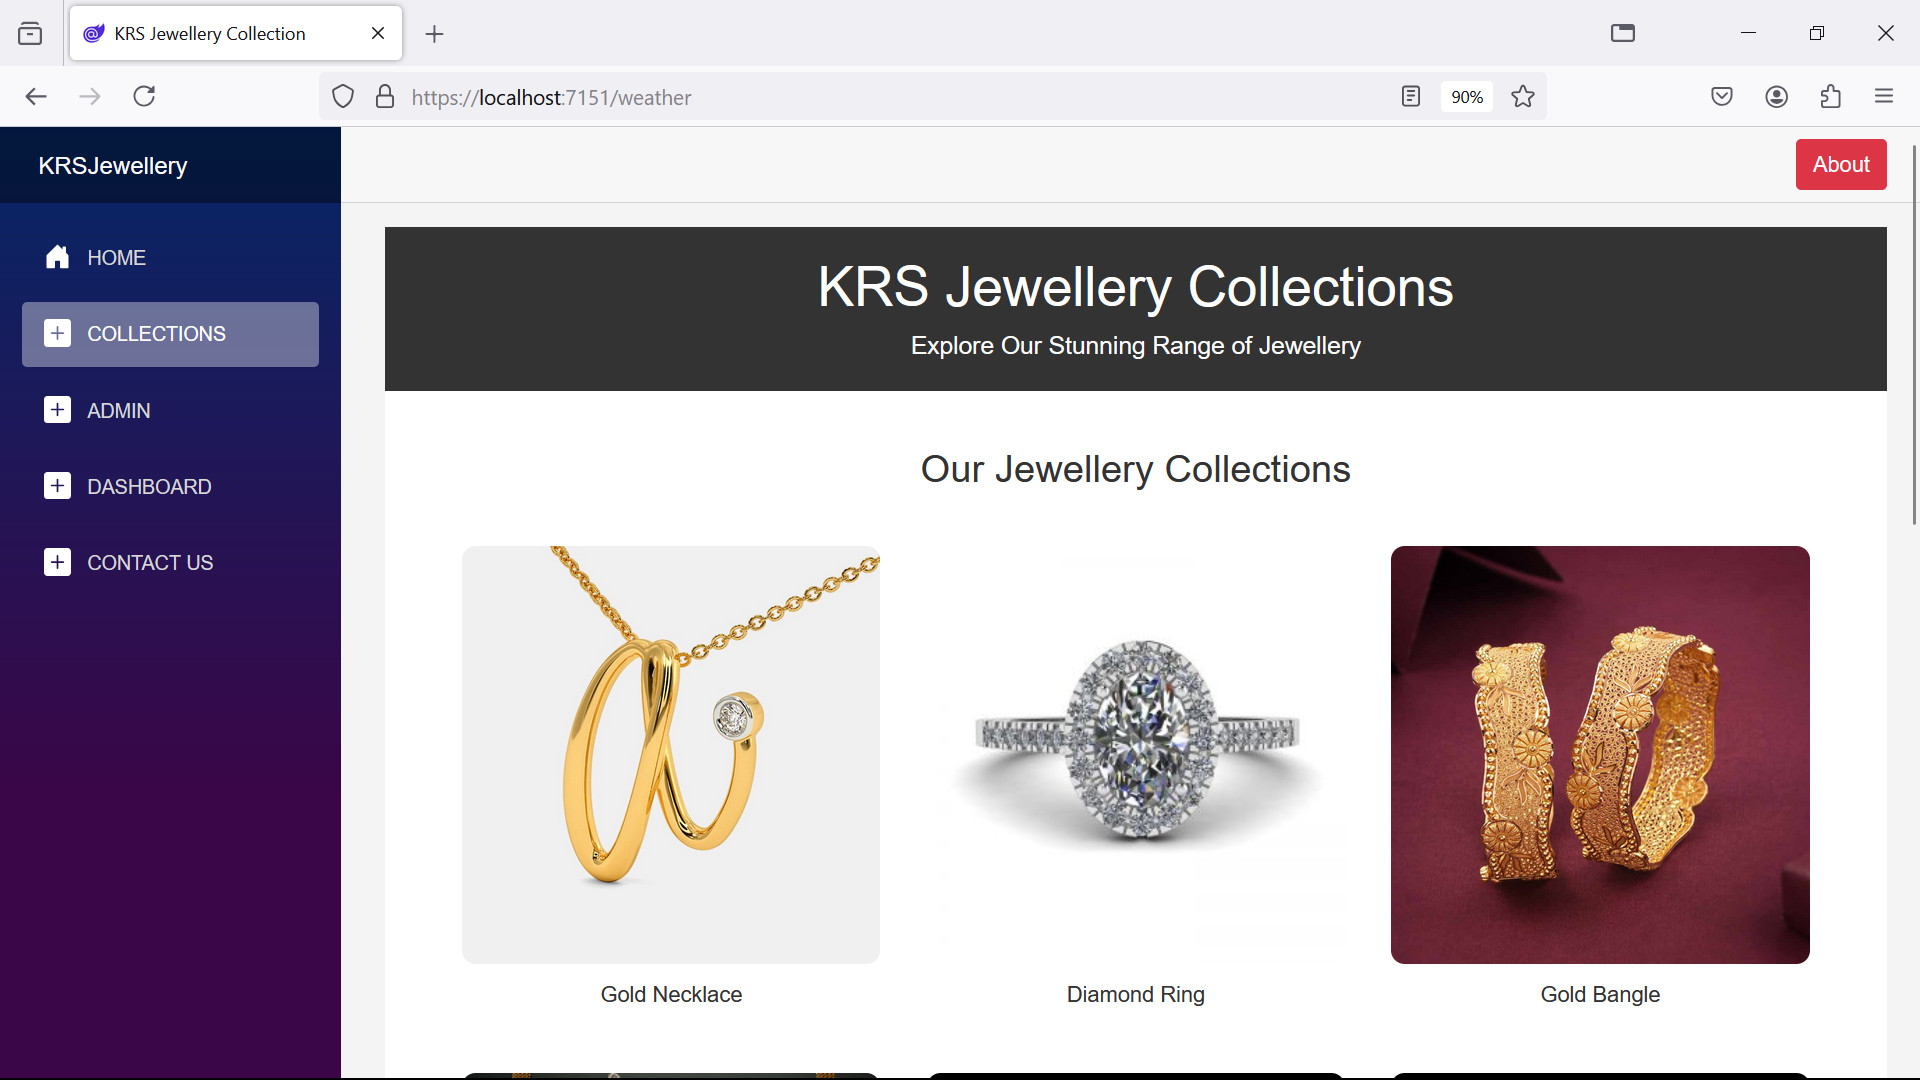 KRS Jewellery Collection
https://localhost:7151/weather
90%
KRSJewellery
About
HOME
COLLECTIONS
ADMIN
DASHBOARD
CONTACT US
KRS Jewellery Collections
Explore Our Stunning Range of Jewellery
Our Jewellery Collections
Gold Necklace
Diamond Ring
Gold Bangle